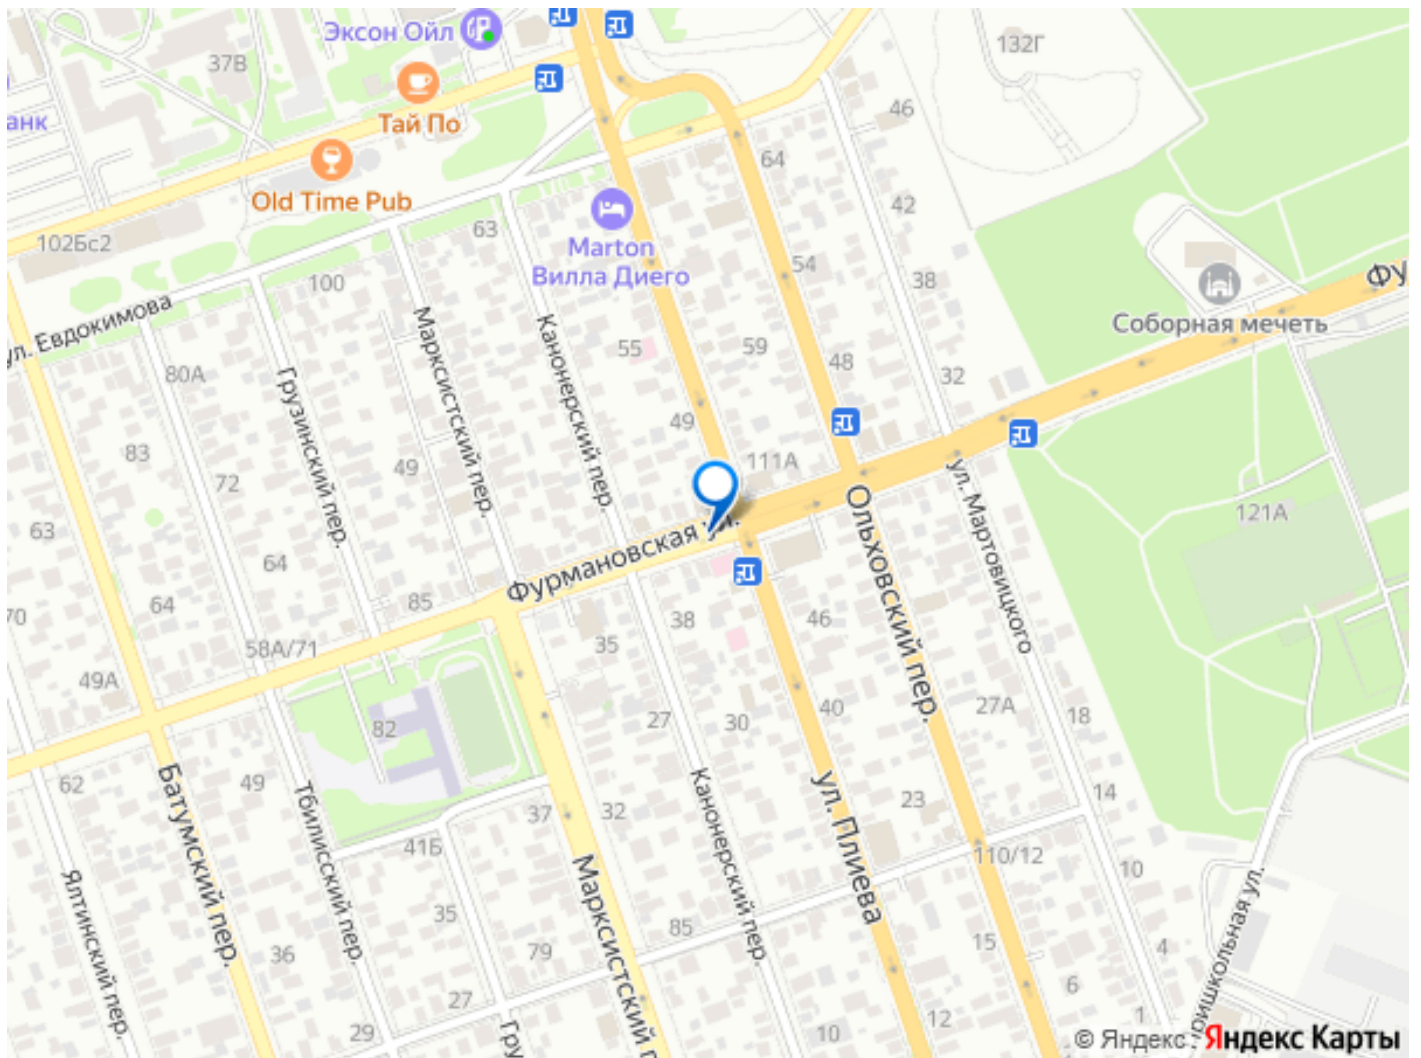 Эксон Ойл
37В
132Г
анк
Тай По
46
64
Old Time Pub
42
63
102Бс2
Marton
Вилла Диего
54
38
ФУ
100
ул. Евдокимова
Соборная мечеть
Марксистский пер.
Канонерский пер.
55
59
48
32
80А
Грузинский пер.
49
83
49
111А
72
ул. Мартовицкого
121А
Ольховский пер.
63
Фурмановская ул.
64
64
85
70
38
46
35
58А/71
49А
82
27
30
40
27А
18
62
Батумский пер.
49
Тбилисский пер.
Канонерский пер.
ул. Плиева
14
37
32
23
41Б
110/12
Марксистский п
10
Ялтинский пер.
ришкольная ул.
35
85
36
79
15
4
6
27
29
Гру
10
12
1
© Яндекс
Яндекс Карты